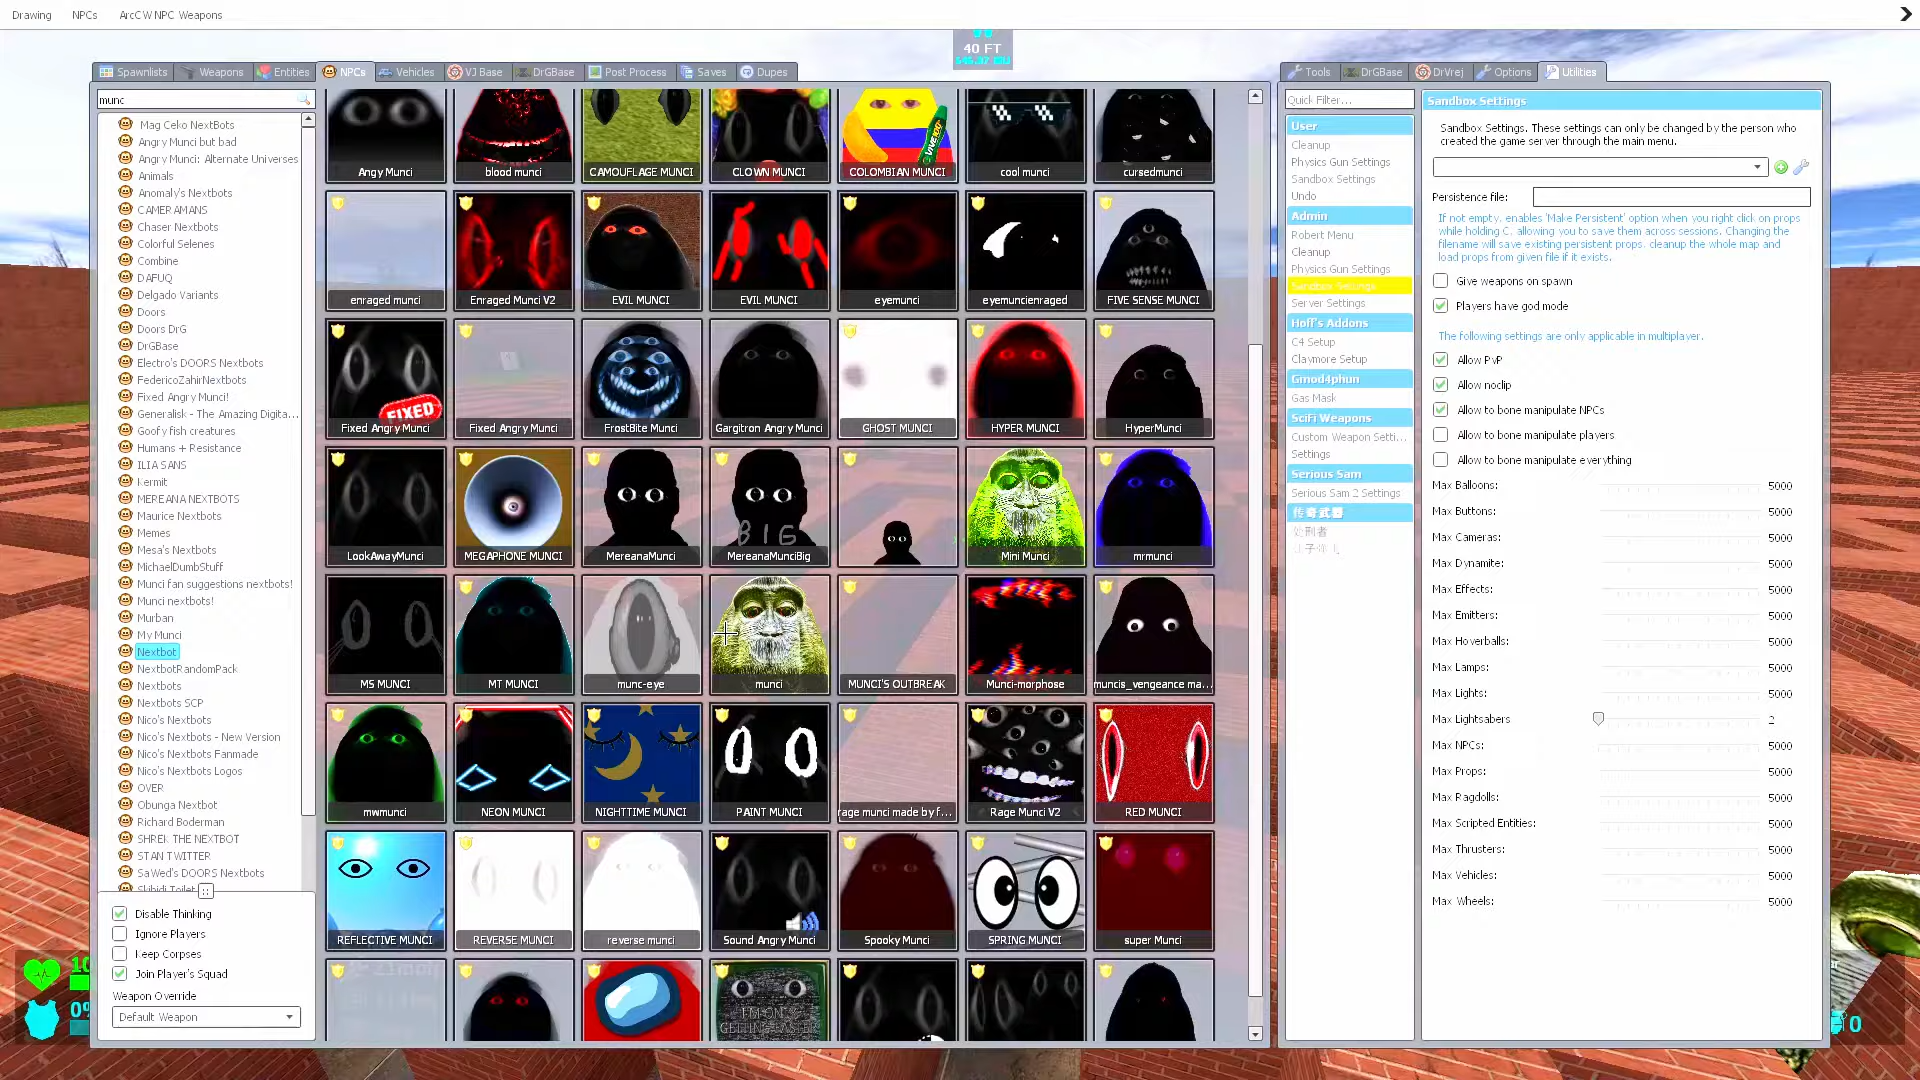 Drawing NPCs ArcCW NPC Weapons
40 FT
Spawnlists Weapons Entities NPCs Vehicles VJ Base DrGBase Post Process Saves Dupes
munc
Mag Ceko NextBots
Angry Munci but bad
Angry Munci: Alternate Universes
Animals
Anomaly's Nextbots
CAMERAMANS
Chaser Nextbots
Colorful Selenes
Combine
DAFUQ
Delgado Variants
Doors
Doors DrG
DrGBase
Electro's DOORS Nextbots
FedericoZahirNextbots
Fixed Angry Munci!
Generalisk - The Amazing Digita...
Goofy fish creatures
Humans + Resistance
ILIA SANS
Kermit
MEREANA NEXTBOTS
Maurice Nextbots
Memes
Mesa's Nextbots
MichaelDumbStuff
Munci fan suggestions nextbots!
Munci nextbots!
Murban
My Munci
Nextbot
NextbotRandomPack
Nextbots
Nextbots SCP
Nico's Nextbots
Nico's Nextbots - New Version
Nico's Nextbots Fanmade
Nico's Nextbots Logos
OVER
Obunga Nextbot
Richard Boderman
SHREK THE NEXTBOT
STAN TWITTER
SaWed's DOORS Nextbots
Skibidi Toilet
Disable Thinking
Ignore Players
Keep Corpses
Join Player's Squad
Weapon Override
Default Weapon
Angy Munci blood munci CAMOUFLAGE MUNCI CLOWN MUNCI COLOMBIAN MUNCI cool munci cursedmunci
enraged munci Enraged Munci V2 EVIL MUNCI EVIL MUNCI eyemunci eyemuncienraged FIVE SENSE MUNCI
FIXED
Fixed Angry Munci Fixed Angry Munci FrostBite Munci Gargitron Angry Munci GHOST MUNCI HYPER MUNCI HyperMunci
BIG
LookAwayMunci MEGAPHONE MUNCI MereanaMunci MereanaMunciBig Mini Munci mrmunci
MS MUNCI MT MUNCI munc-eye munci MUNCI'S OUTBREAK Munci-morphose muncis_vengeance ma...
mwmunci NEON MUNCI NIGHTTIME MUNCI PAINT MUNCI rage munci made by f... Rage Munci V2 RED MUNCI
REFLECTIVE MUNCI REVERSE MUNCI reverse munci Sound Angry Munci Spooky Munci SPRING MUNCI super Munci
Tools DrGBase DrVrej Options Utilities
Quick Filter...
User
Cleanup
Physics Gun Settings
Sandbox Settings
Undo
Admin
Robert Menu
Cleanup
Physics Gun Settings
Sandbox Settings
Server Settings
Hoff's Addons
C4 Setup
Claymore Setup
Gmod4phun
Gas Mask
SciFi Weapons
Custom Weapon Setti...
Settings
Serious Sam
Serious Sam 2 Settings
传奇武器
处刑者
Sandbox Settings
Sandbox Settings. These settings can only be changed by the person who
created the game server through the main menu.
Persistence file:
If not empty, enables 'Make Persistent' option when you right click on props
while holding C, allowing you to save them across sessions. Changing the
filename will save existing persistent props, cleanup the whole map and
load props from given file if it exists.
Give weapons on spawn
Players have god mode
The following settings are only applicable in multiplayer.
Allow PvP
Allow noclip
Allow to bone manipulate NPCs
Allow to bone manipulate players
Allow to bone manipulate everything
Max Balloons: 5000
Max Buttons: 5000
Max Cameras: 5000
Max Dynamite: 5000
Max Effects: 5000
Max Emitters: 5000
Max Hoverballs: 5000
Max Lamps: 5000
Max Lights: 5000
Max Lightsabers 2
Max NPCs: 5000
Max Props: 5000
Max Ragdolls: 5000
Max Scripted Entities: 5000
Max Thrusters: 5000
Max Vehicles: 5000
Max Wheels: 5000
0